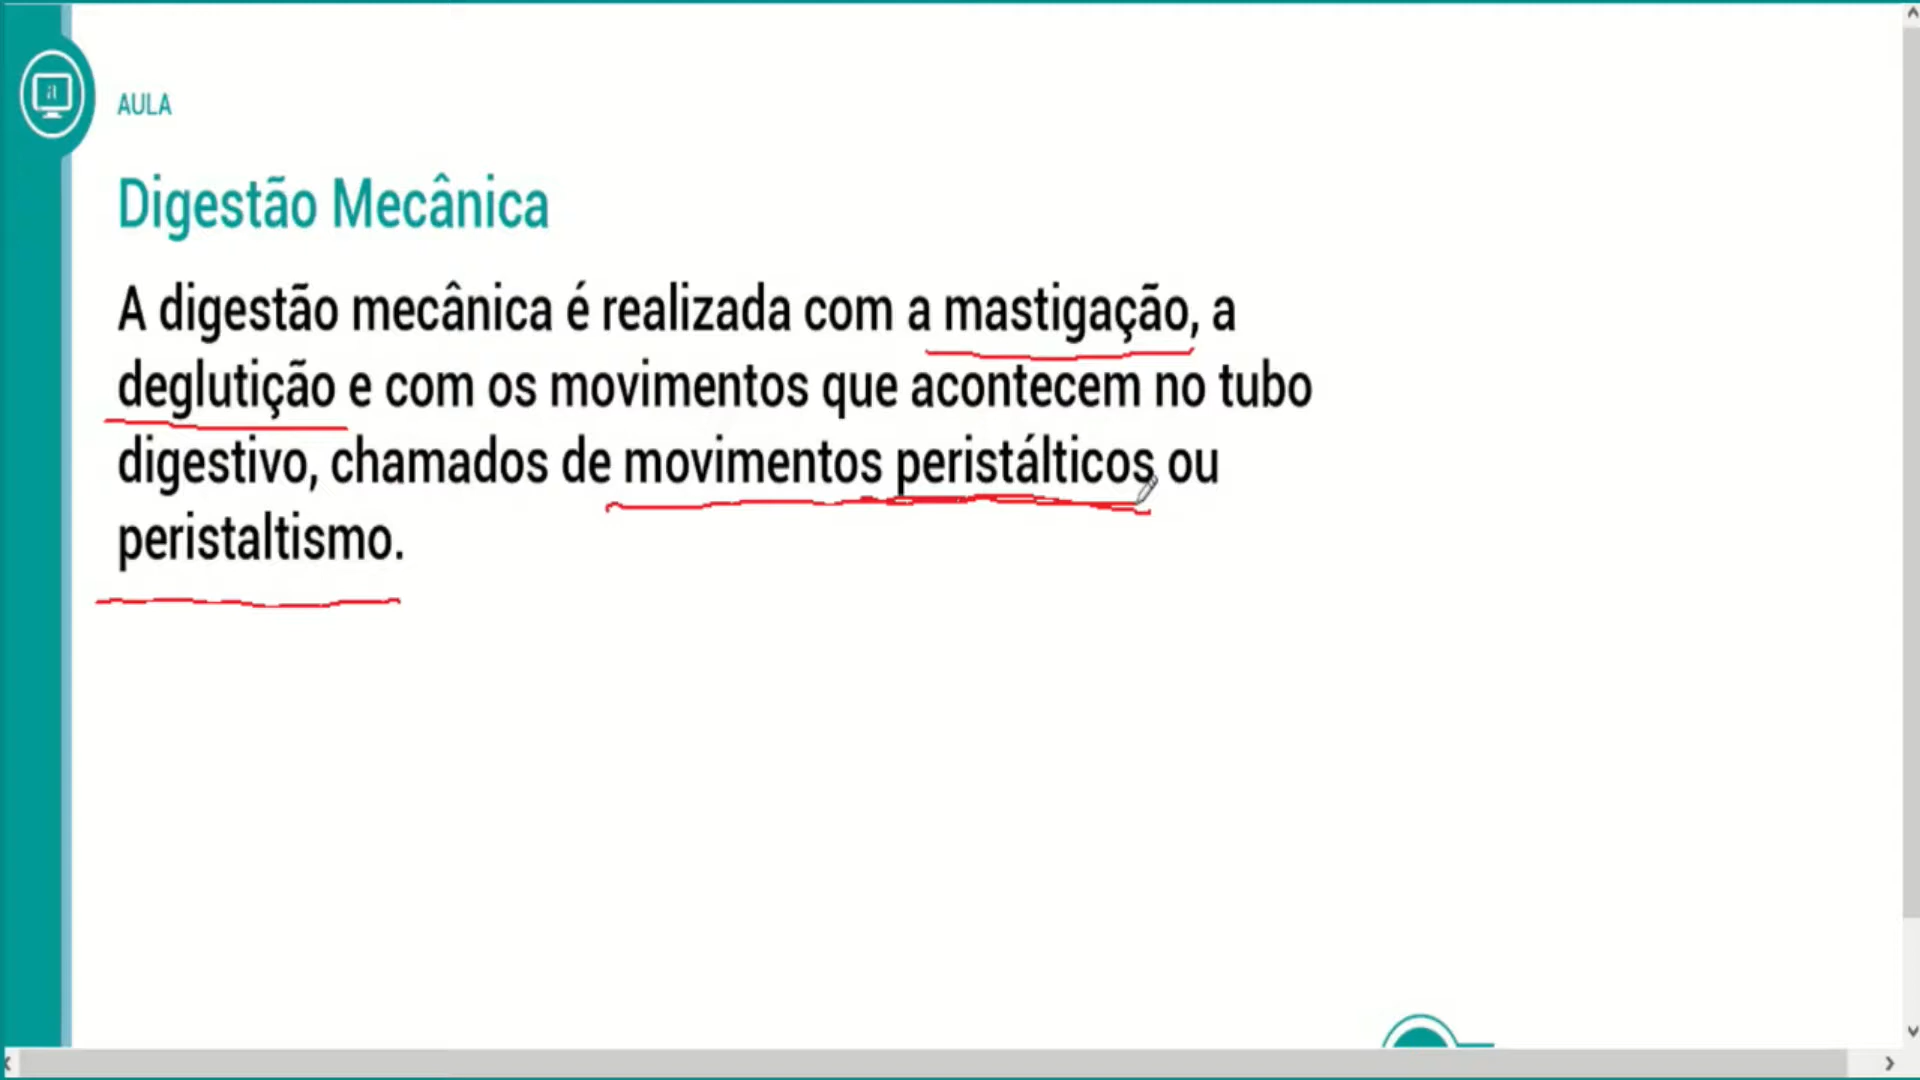 AULA
Digestão Mecânica
A digestão mecânica é realizada com a mastigação, a
deglutição e com os movimentos que acontecem no tubo
digestivo, chamados de movimentos peristálticos ou
peristaltismo.